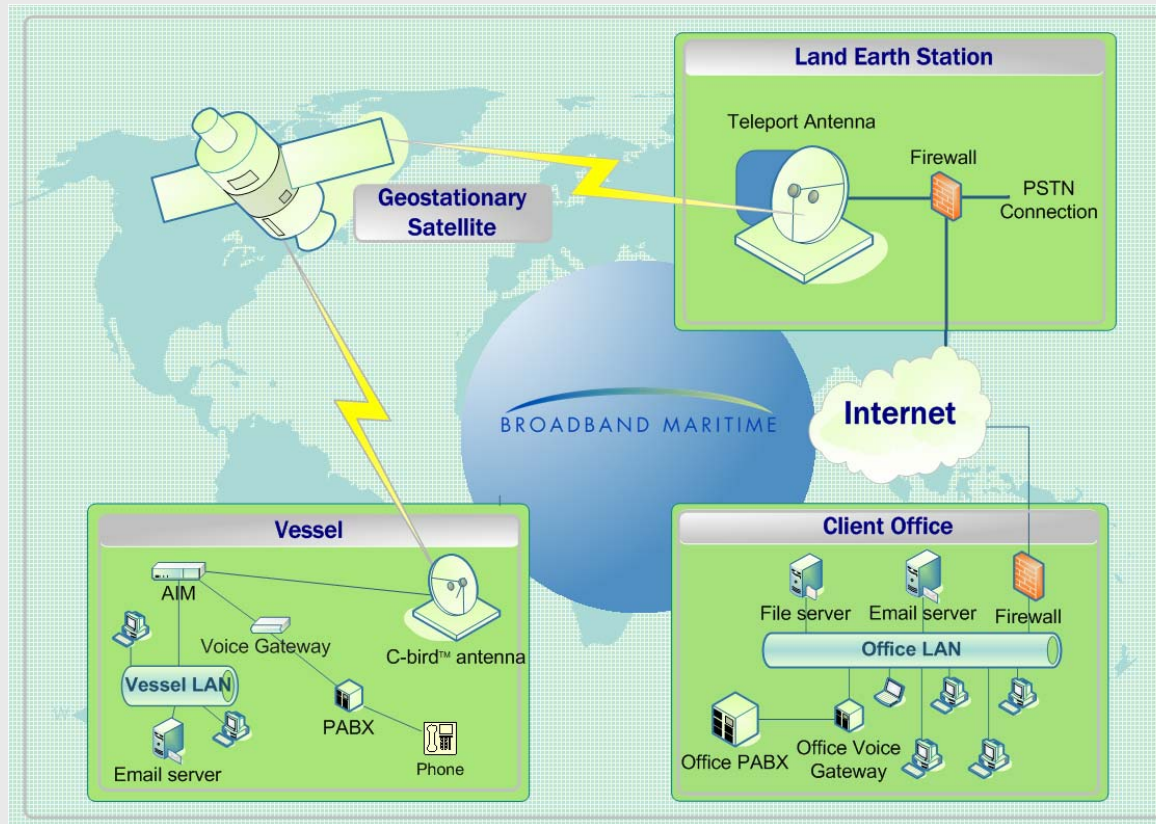 Land Earth Station
Teleport Antenna
Firewall
PSTN
Connection
Geostationary
Satellite
BROADBAND MARITIME
Internet
Vessel
AIM
Voice Gateway
C-bird™ antenna
Vessel LAN
PABX
Email server
Phone
Client Office
File server
Email server
Firewall
Office LAN
Office PABX
Office Voice
Gateway
W